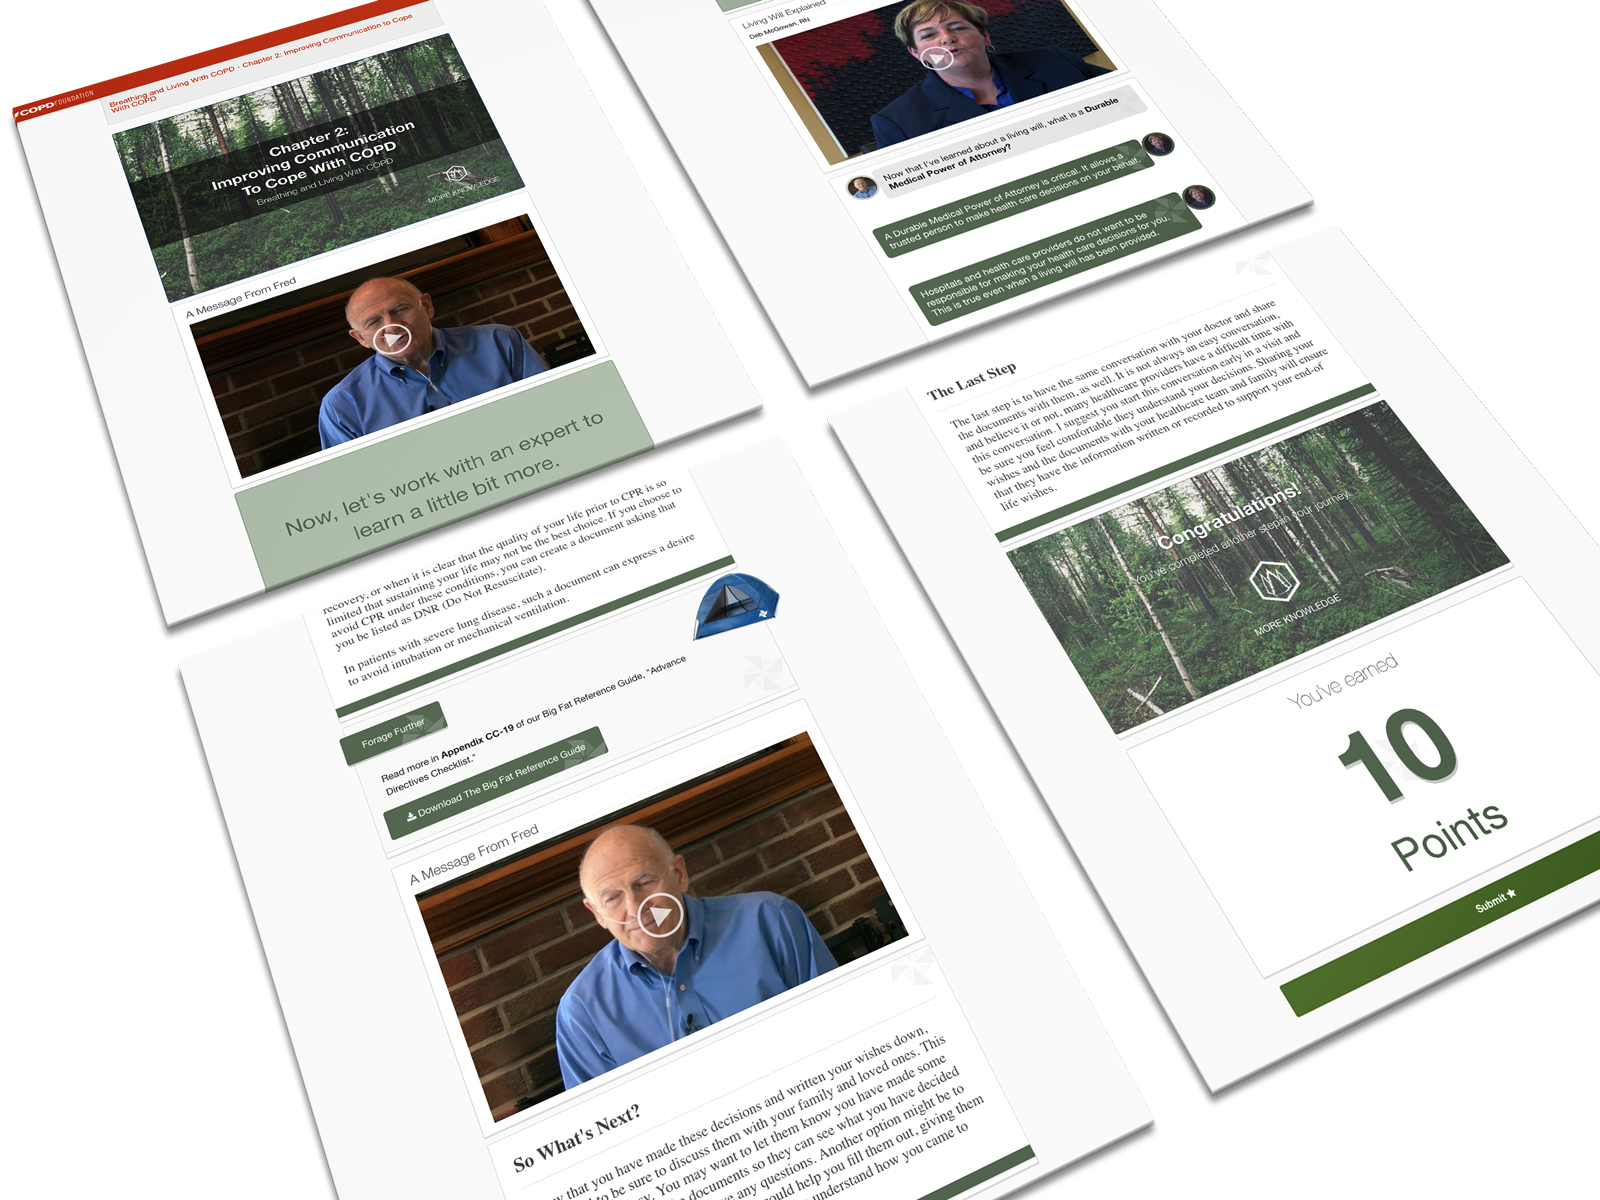 COPD FOUNDATION
Breathing and Living With COPD - Chapter 2: Improving Communication to Cope
With COPD
Chapter 2:
Improving Communication
To Cope With COPD
Breathing and Living With COPD
MORE KNOWLEDGE
A Message From Fred
Now, let's work with an expert to
learn a little bit more.
Living Will Explained
Deb McGowan, RN
Now that I've learned about a living will, what is a Durable
Medical Power of Attorney?
A Durable Medical Power of Attorney is critical. It allows a
trusted person to make health care decisions on your behalf.
Hospitals and health care providers do not want to be
responsible for making your health care decisions for you.
This is true even when a living will has been provided.
recovery, or when it is clear that the quality of your life prior to CPR is so
limited that sustaining your life may not be the best choice. If you choose to
avoid CPR under these conditions, you can create a document asking that
you be listed as DNR (Do Not Resuscitate).
In patients with severe lung disease, such a document can express a desire
to avoid intubation or mechanical ventilation.
Forage Further
Read more in Appendix CC-19 of our Big Fat Reference Guide, "Advance
Directives Checklist."
Download The Big Fat Reference Guide
A Message From Fred
So What's Next?
that you have made these decisions and written your wishes down,
to be sure to discuss them with your family and loved ones. This
You may want to let them know you have made some
documents so they can see what you have decided
any questions. Another option might be to
could help you fill them out, giving them
understand how you came to
The Last Step
The last step is to have the same conversation with your doctor and share
the documents with them, as well. It is not always an easy conversation,
and believe it or not, many healthcare providers have a difficult time with
this conversation. I suggest you start this conversation early in a visit and
be sure you feel comfortable they understand your decisions. Sharing your
wishes and the documents with your healthcare team and family will ensure
that they have the information written or recorded to support your end-of
life wishes.
Congratulations!
You've completed another step in your journey.
MORE KNOWLEDGE
You've earned
10
Points
Submit